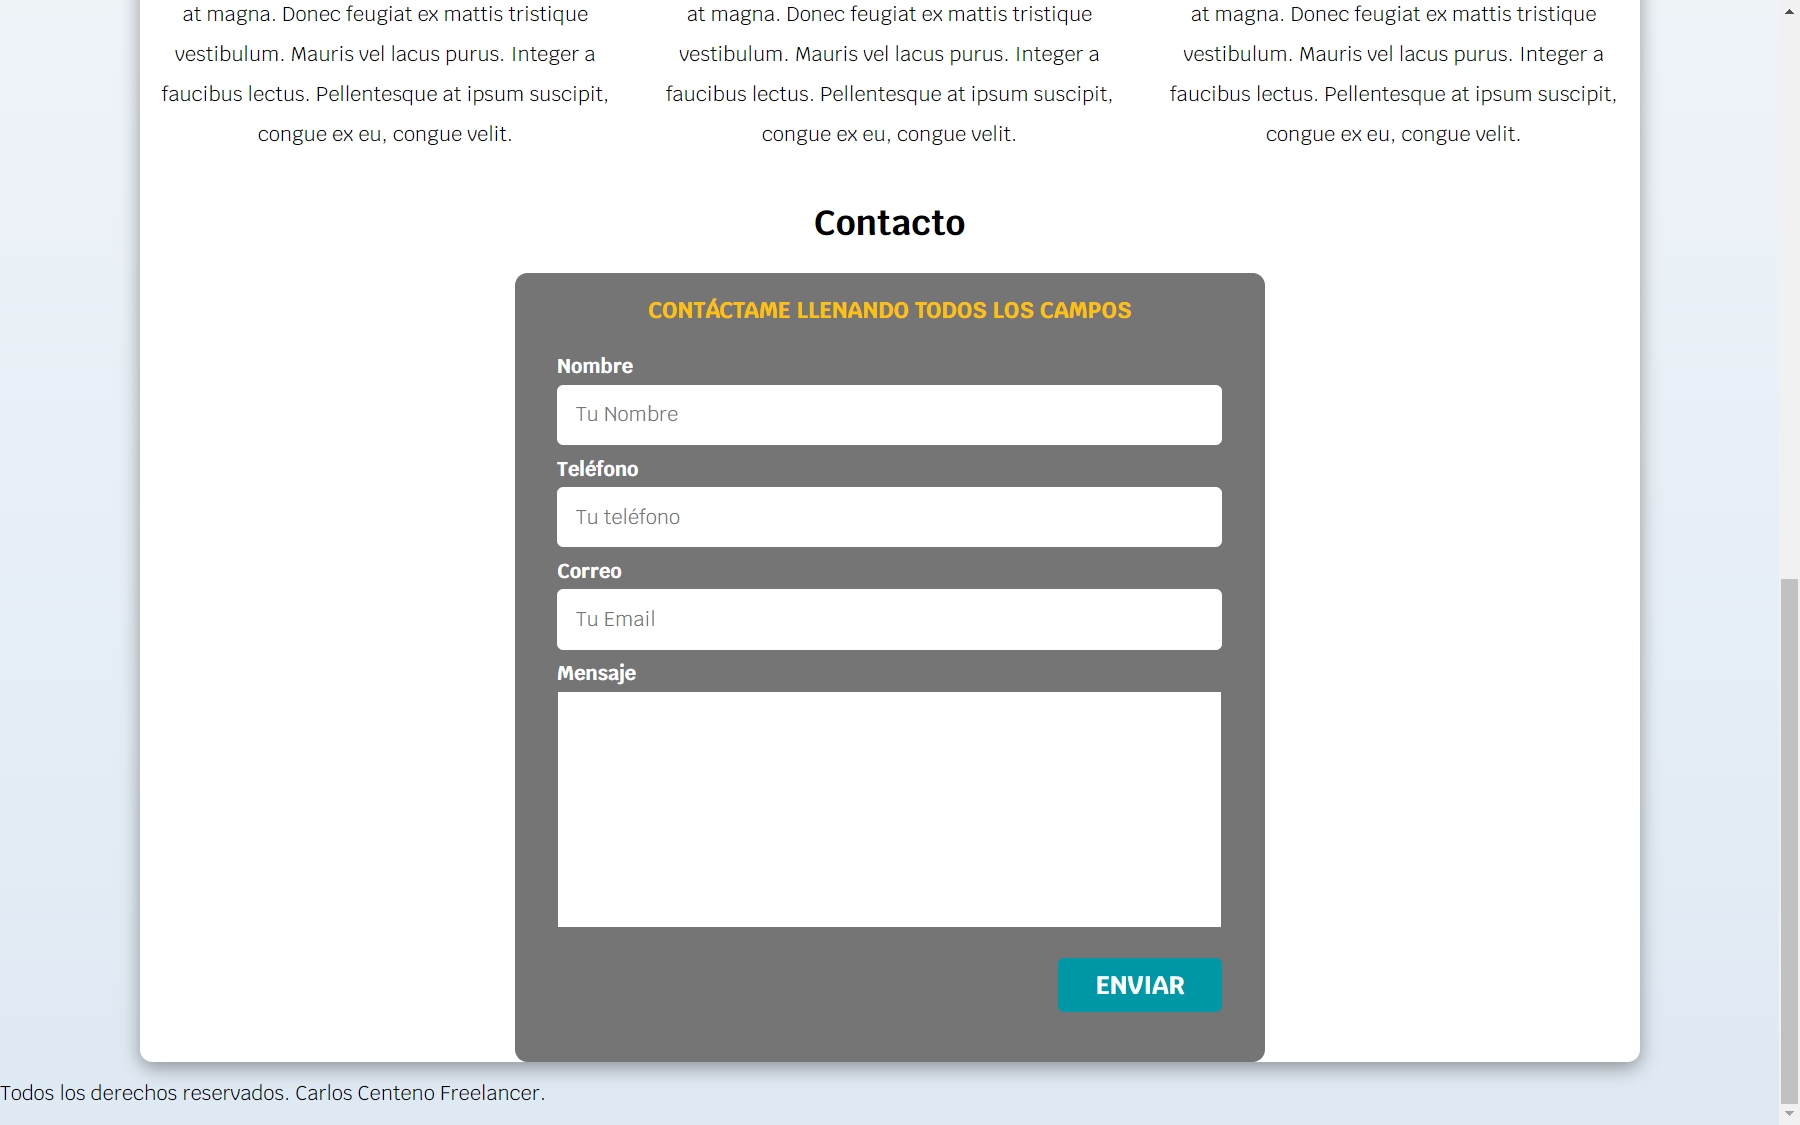 at magna. Donec feugiat ex mattis tristique
vestibulum. Mauris vel lacus purus. Integer a
faucibus lectus. Pellentesque at ipsum suscipit,
congue ex eu, congue velit.
at magna. Donec feugiat ex mattis tristique
vestibulum. Mauris vel lacus purus. Integer a
faucibus lectus. Pellentesque at ipsum suscipit,
congue ex eu, congue velit.
at magna. Donec feugiat ex mattis tristique
vestibulum. Mauris vel lacus purus. Integer a
faucibus lectus. Pellentesque at ipsum suscipit,
congue ex eu, congue velit.
Contacto
CONTÁCTAME LLENANDO TODOS LOS CAMPOS
Nombre
Tu Nombre
Teléfono
Tu teléfono
Correo
Tu Email
Mensaje
ENVIAR
Todos los derechos reservados. Carlos Centeno Freelancer.